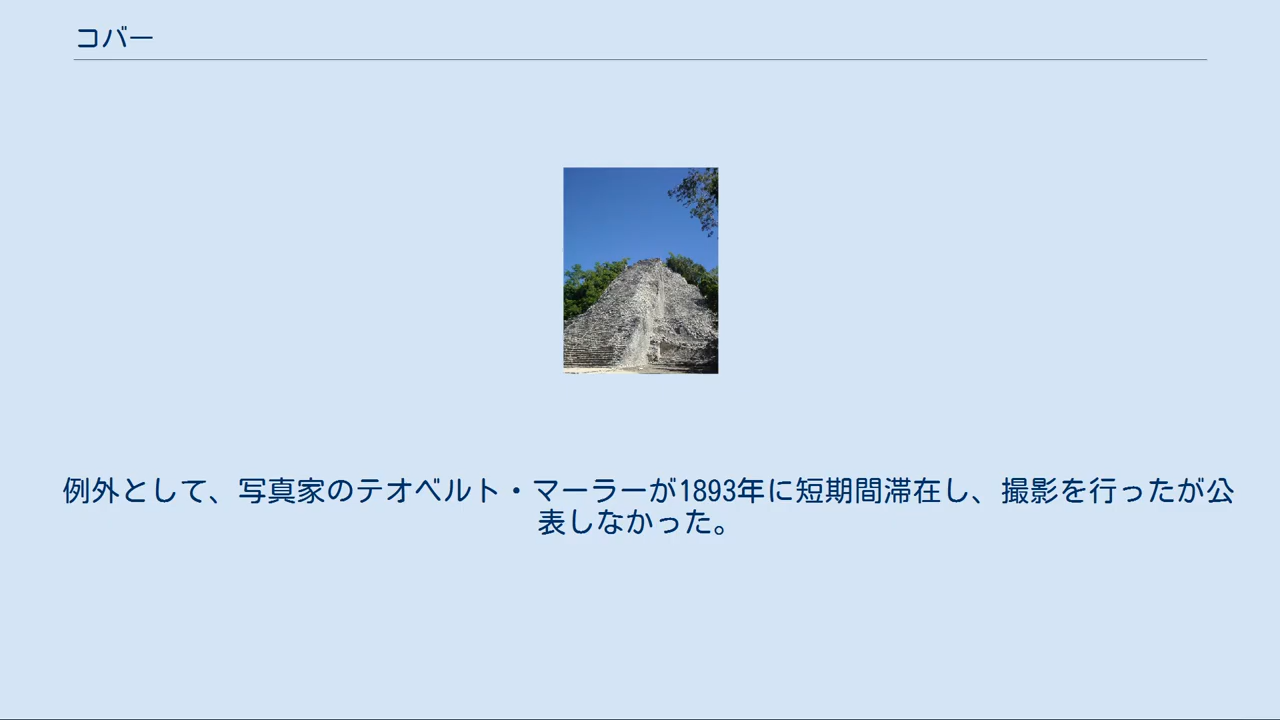 コバー
例外として、写真家のテオベルト・マーラーが1893年に短期間滞在し、撮影を行ったが公
表しなかった。